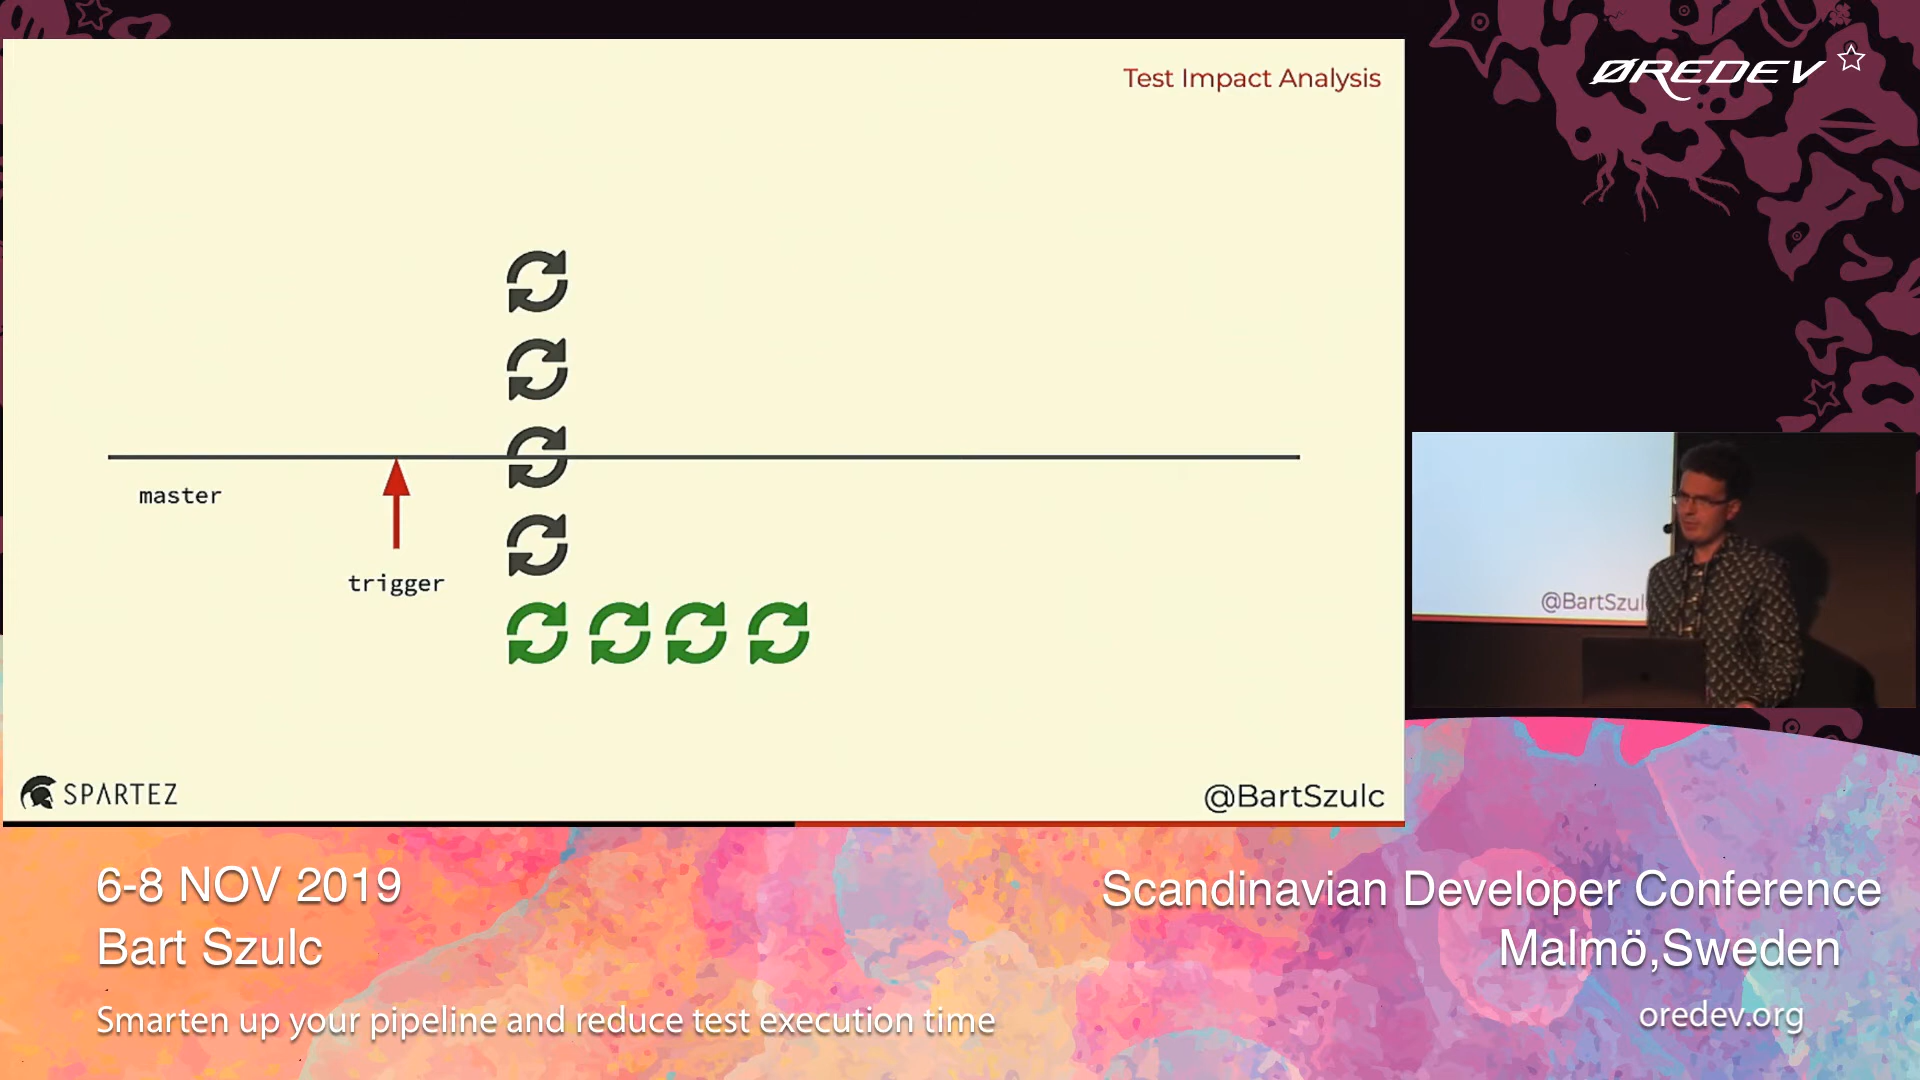 Test Impact Analysis
ØREDEV
master
trigger
SPARTEZ
@BartSzulc
@BartSzul
6-8 NOV 2019
Bart Szulc
Smarten up your pipeline and reduce test execution time
Scandinavian Developer Conference
Malmö,Sweden
oredev.org